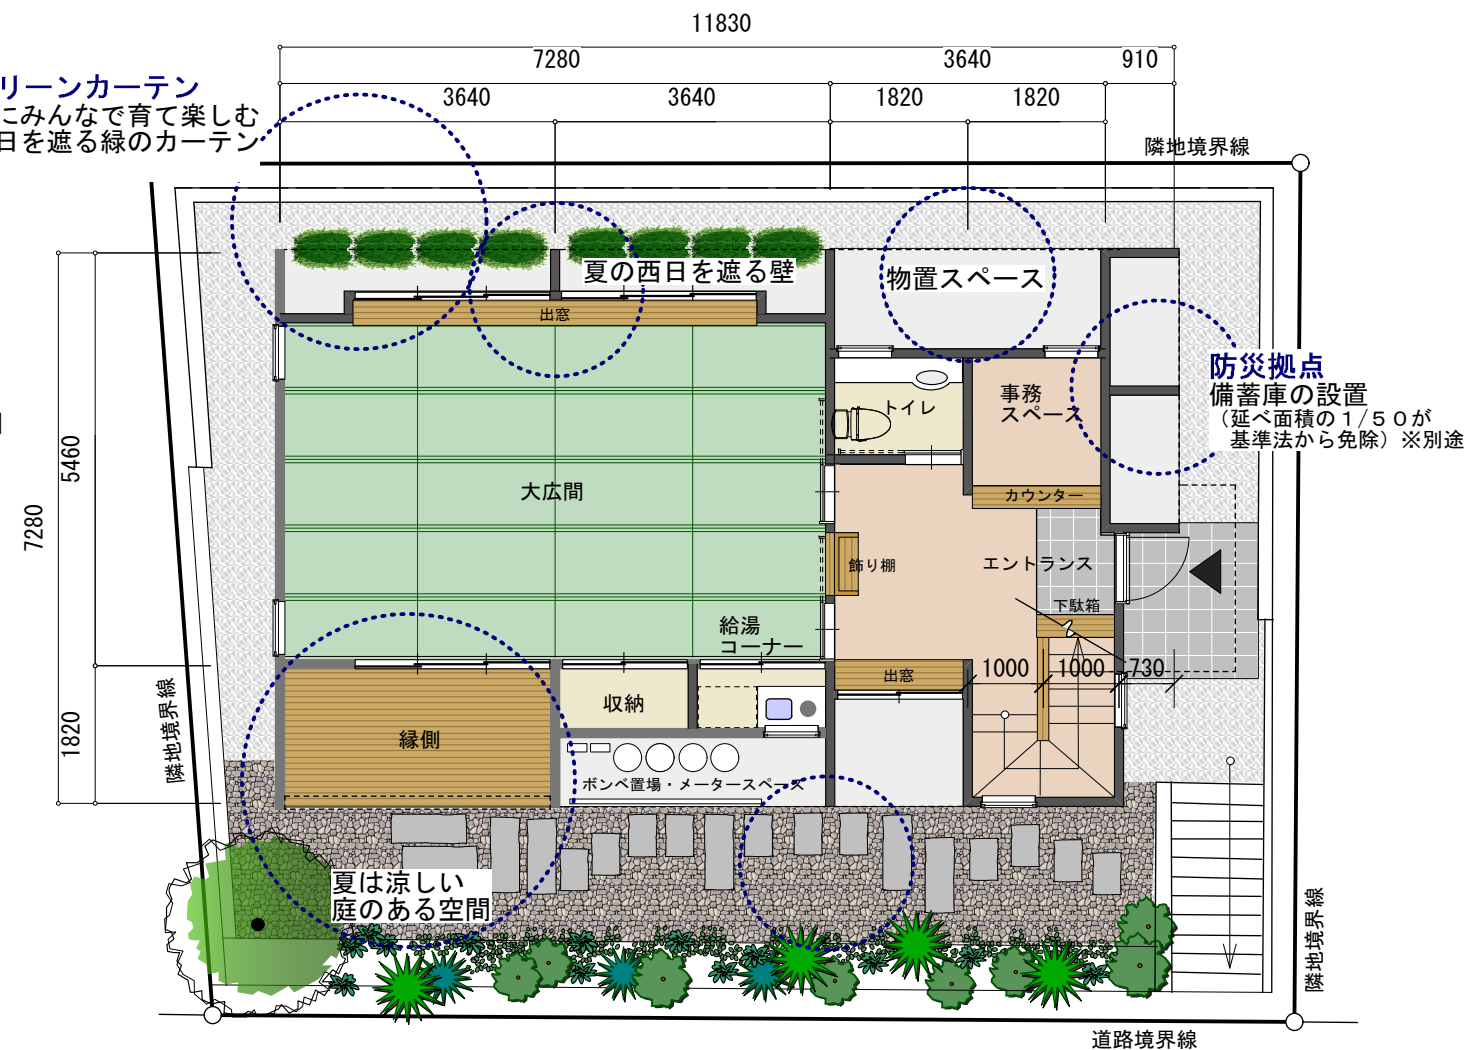 11830
7280
3640
910
3640
3640
1820
1820
リーンカーテン
にみんなで育て楽しむ
日を遮る緑のカーテン
隣地境界線
夏の西日を遮る壁
物置スペース
出窓
防災拠点
備蓄庫の設置
（延べ面積の１/５０が
基準法から免除）※別途
トイレ
事務
スペース
5460
7280
大広間
カウンター
飾り棚
エントランス
下駄箱
給湯
コーナー
1000
1000
730
出窓
収納
1820
隣地境界線
縁側
ボンベ置場・メータースペース
夏は涼しい
庭のある空間
隣地境界線
道路境界線